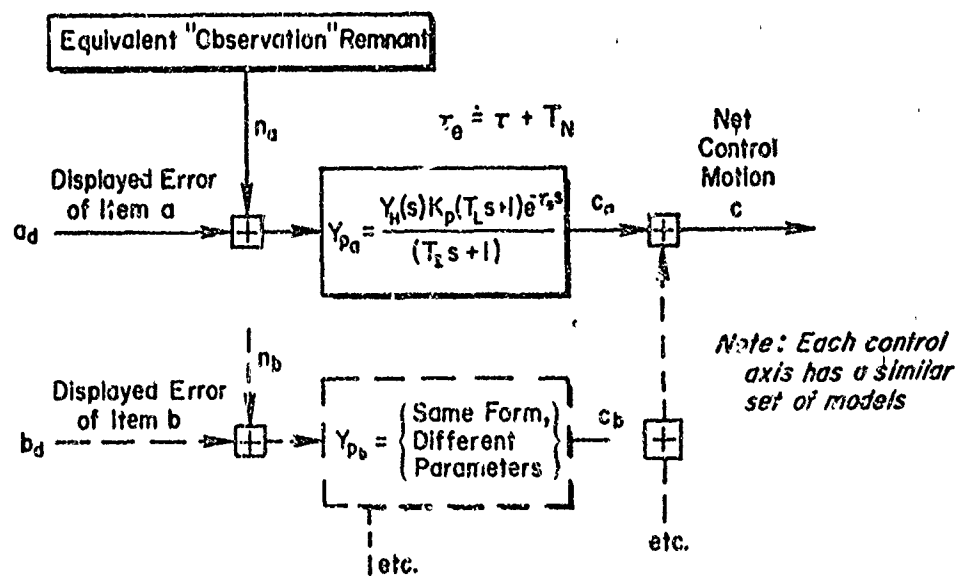 Equivalent "Observation" Remnant
n_a
τ_e ≐ τ + T_N
Net
Control
Motion
c
Displayed Error
of Item a
a_d
+
Y_pa = Y_H(s) K_p (T_L s+1) e^-τ_e s / (T_I s + 1)
c_a
+
n_b
Note: Each control
axis has a similar
set of models
Displayed Error
of Item b
b_d
+
Y_pb = { Same Form,
Different
Parameters }
c_b
+
etc.
etc.